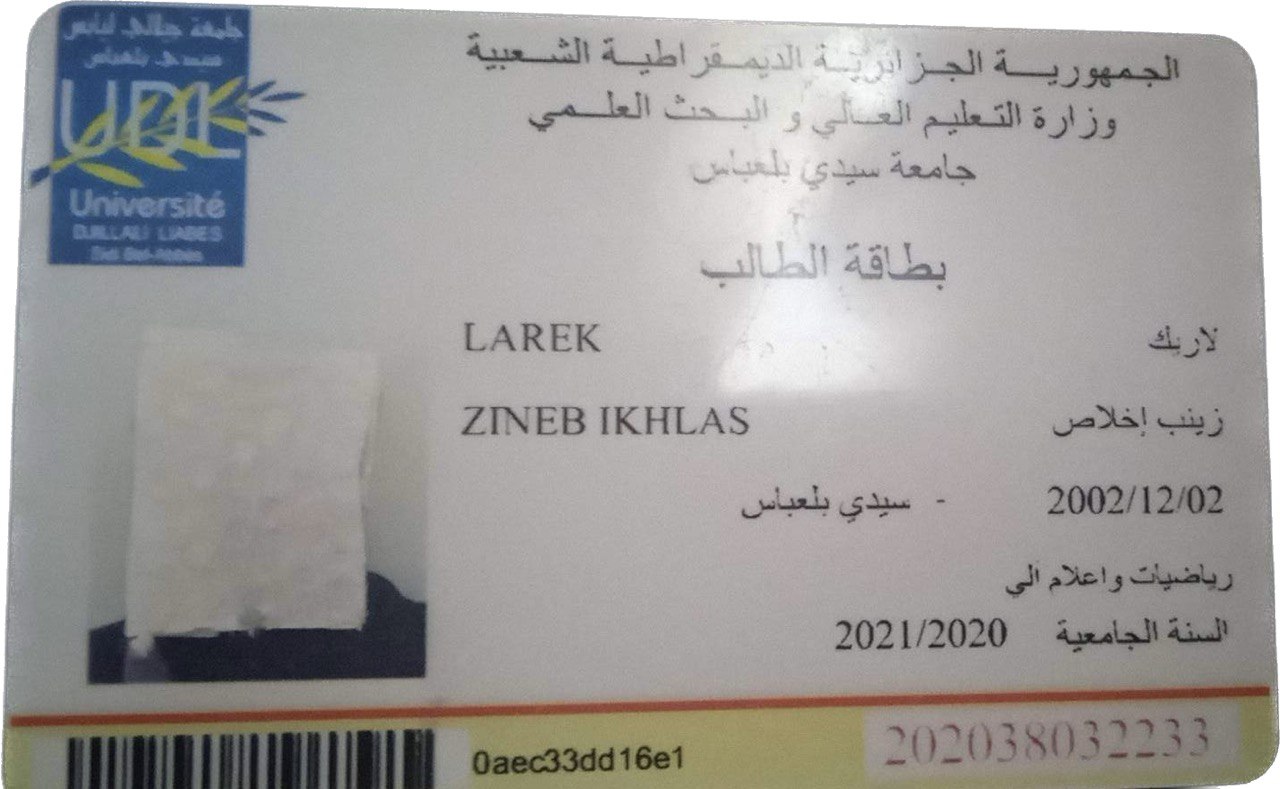 جامعة جيلالي ليابس
سيدي بلعباس
UDL
Université
DJILLALI LIABES
Sidi Bel-Abbés
الجمهورية الجزائرية الديمقراطية الشعبية
وزارة التعليم العالي و البحث العلمي
جامعة سيدي بلعباس
بطاقة الطالب
LAREK لاريك
ZINEB IKHLAS زينب إخلاص
2002/12/02 - سيدي بلعباس
رياضيات واعلام الي
السنة الجامعية 2021/2020
0aec33dd16e1
202038032233